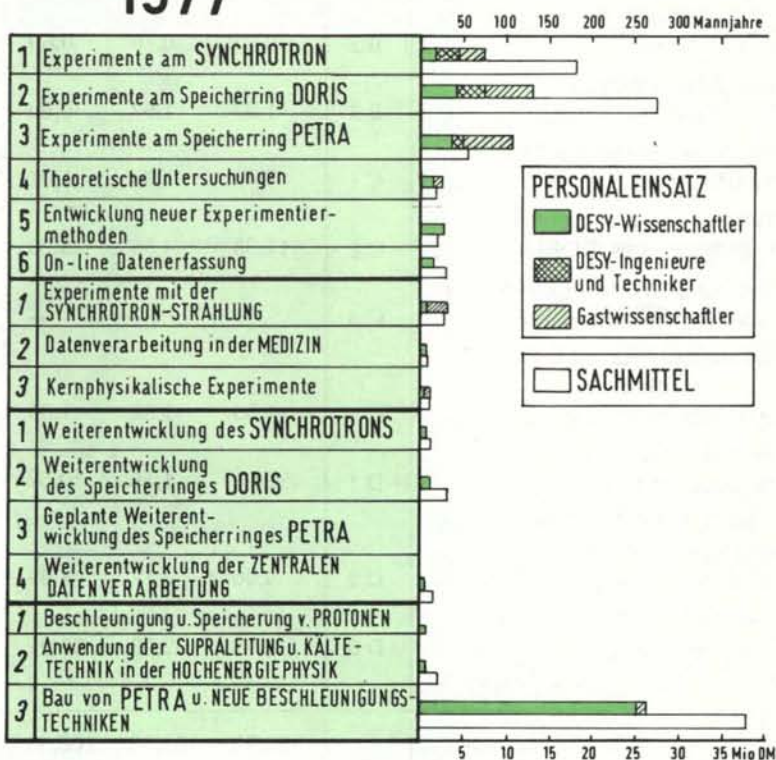 1977
50 100 150 200 250 300 Mannjahre
1 Experimente am SYNCHROTRON
2 Experimente am Speicherring DORIS
3 Experimente am Speicherring PETRA
4 Theoretische Untersuchungen
5 Entwicklung neuer Experimentier-
methoden
6 On-line Datenerfassung
1 Experimente mit der
SYNCHROTRON-STRAHLUNG
2 Datenverarbeitung in der MEDIZIN
3 Kernphysikalische Experimente
1 Weiterentwicklung des SYNCHROTRONS
2 Weiterentwicklung
des Speicherringes DORIS
3 Geplante Weiterent-
wicklung des Speicherringes PETRA
4 Weiterentwicklung der ZENTRALEN
DATENVERARBEITUNG
1 Beschleunigung u. Speicherung v. PROTONEN
2 Anwendung der SUPRALEITUNG u. KÄLTE-
TECHNIK in der HOCHENERGIEPHYSIK
3 Bau von PETRA u. NEUE BESCHLEUNIGUNGS-
TECHNIKEN
PERSONALEINSATZ
DESY-Wissenschaftler
DESY-Ingenieure
und Techniker
Gastwissenschaftler
SACHMITTEL
5 10 15 20 25 30 35 Mio DM